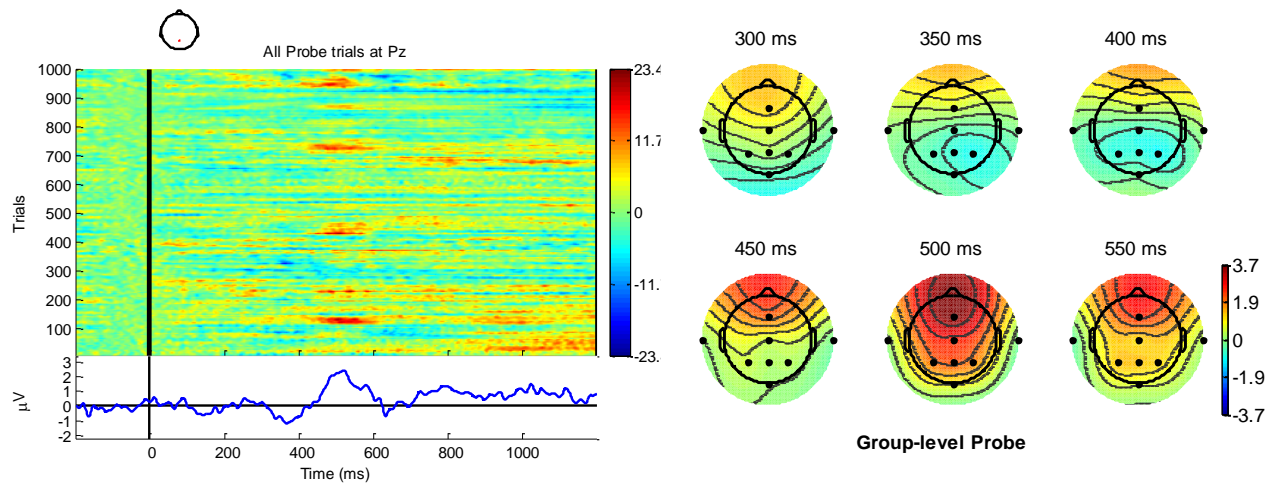 All Probe trials at Pz
Trials
1000
900
800
700
600
500
400
300
200
100
23.4
11.7
0
-11.
-23.
μV
3
2
1
0
-1
-2
0
200
400
600
800
1000
Time (ms)
300 ms
350 ms
400 ms
450 ms
500 ms
550 ms
3.7
1.9
0
-1.9
-3.7
Group-level Probe